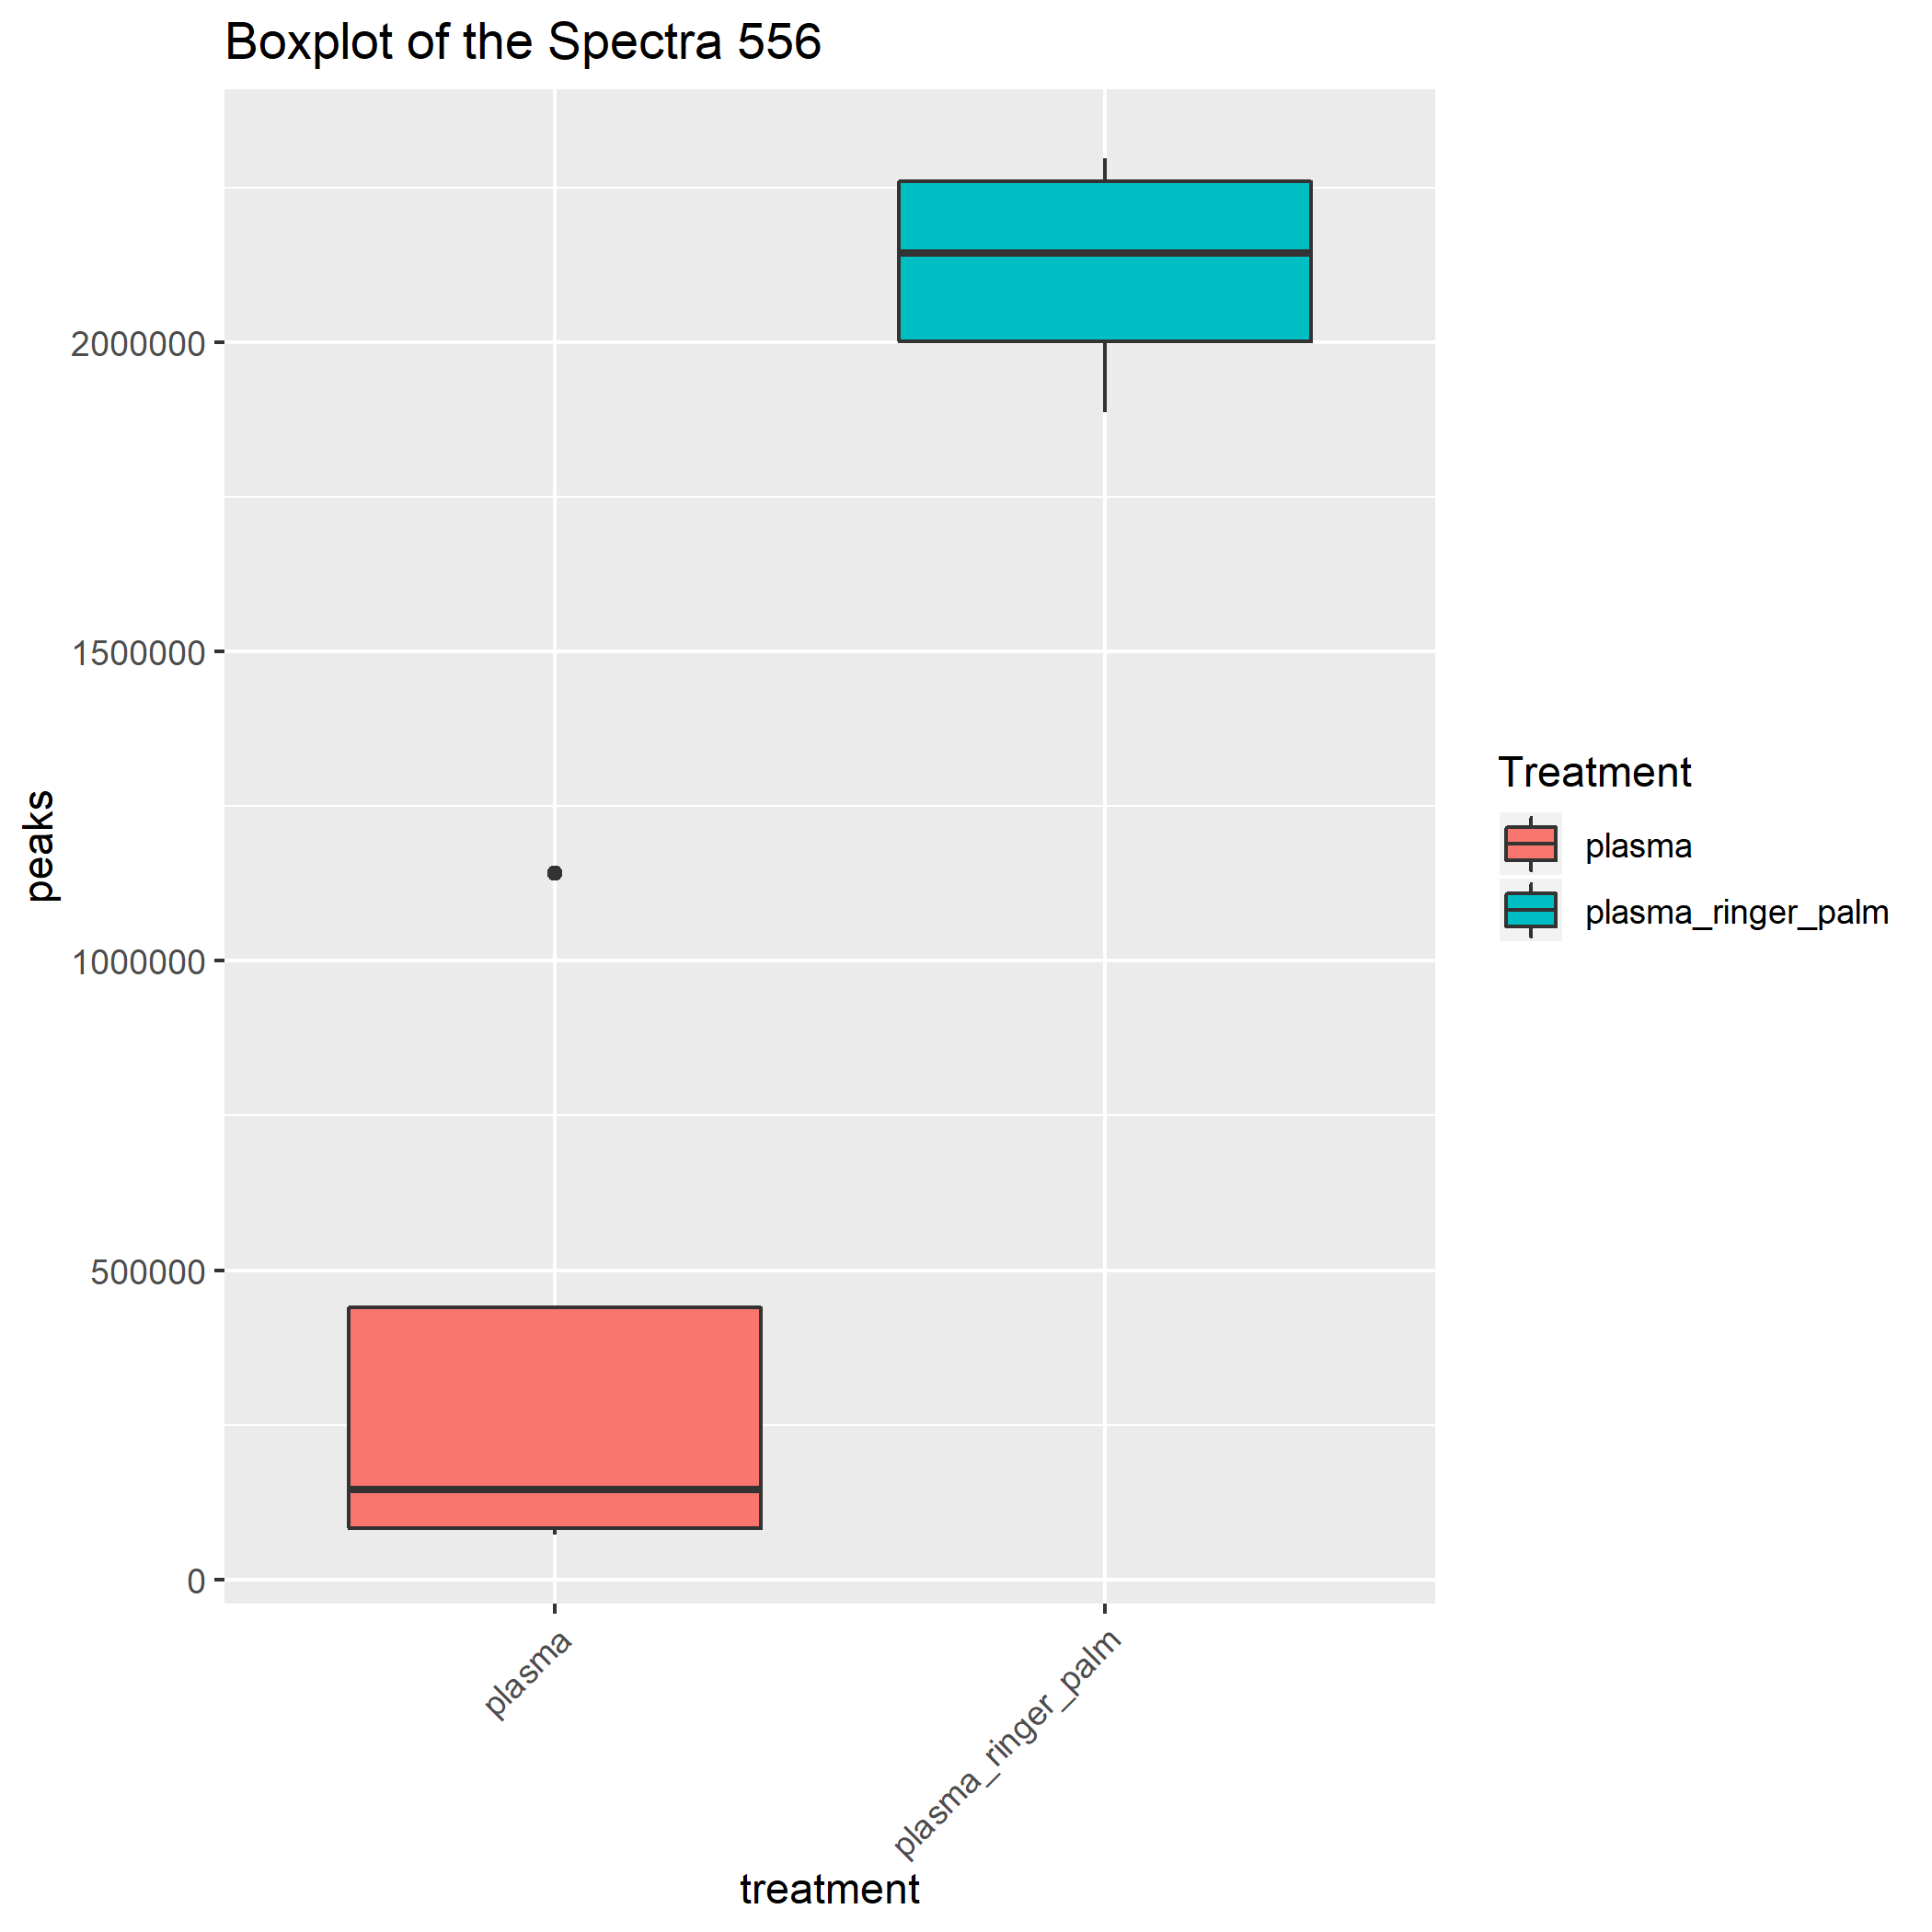 Boxplot of the Spectra 556
peaks
2000000
1500000
1000000
500000
0
plasma
plasma_ringer_palm
treatment
Treatment
plasma
plasma_ringer_palm